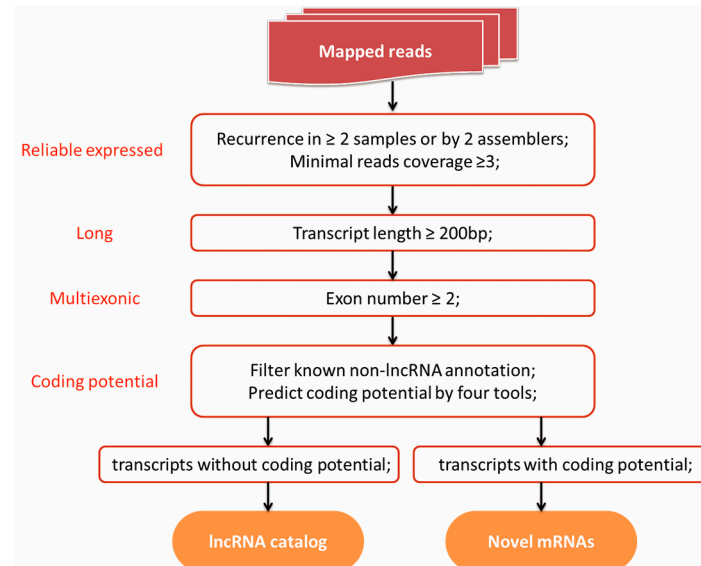 Mapped reads
Reliable expressed
Recurrence in ≥ 2 samples or by 2 assemblers;
Minimal reads coverage ≥3;
Long
Transcript length ≥ 200bp;
Multiexonic
Exon number ≥ 2;
Coding potential
Filter known non-lncRNA annotation;
Predict coding potential by four tools;
transcripts without coding potential;
transcripts with coding potential;
lncRNA catalog
Novel mRNAs